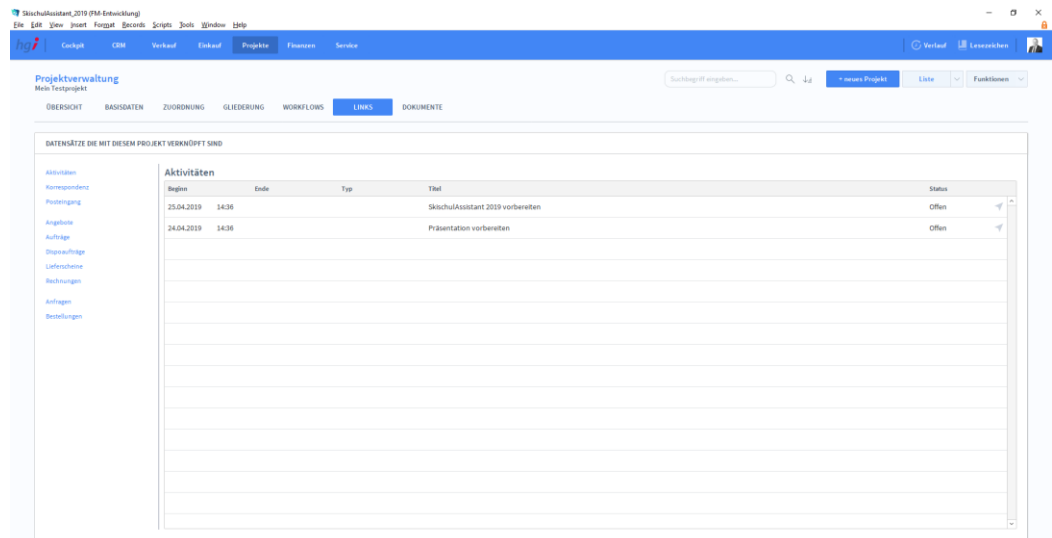 SkischulAssistant_2019 (FM-Entwicklung)
File Edit View Insert Format Records Scripts Tools Window Help
hgi Cockpit CRM Verkauf Einkauf Projekte Finanzen Service Verlauf Lesezeichen
Projektverwaltung
Mein Testprojekt
Suchbegriff eingeben... + neues Projekt Liste Funktionen
ÜBERSICHT BASISDATEN ZUORDNUNG GLIEDERUNG WORKFLOWS LINKS DOKUMENTE
DATENSÄTZE DIE MIT DIESEM PROJEKT VERKNÜPFT SIND
Aktivitäten
Korrespondenz
Posteingang
Angebote
Aufträge
Dispoaufträge
Lieferscheine
Rechnungen
Anfragen
Bestellungen
Aktivitäten
Beginn Ende Typ Titel Status
25.04.2019 14:36 SkischulAssistant 2019 vorbereiten Offen
24.04.2019 14:36 Präsentation vorbereiten Offen